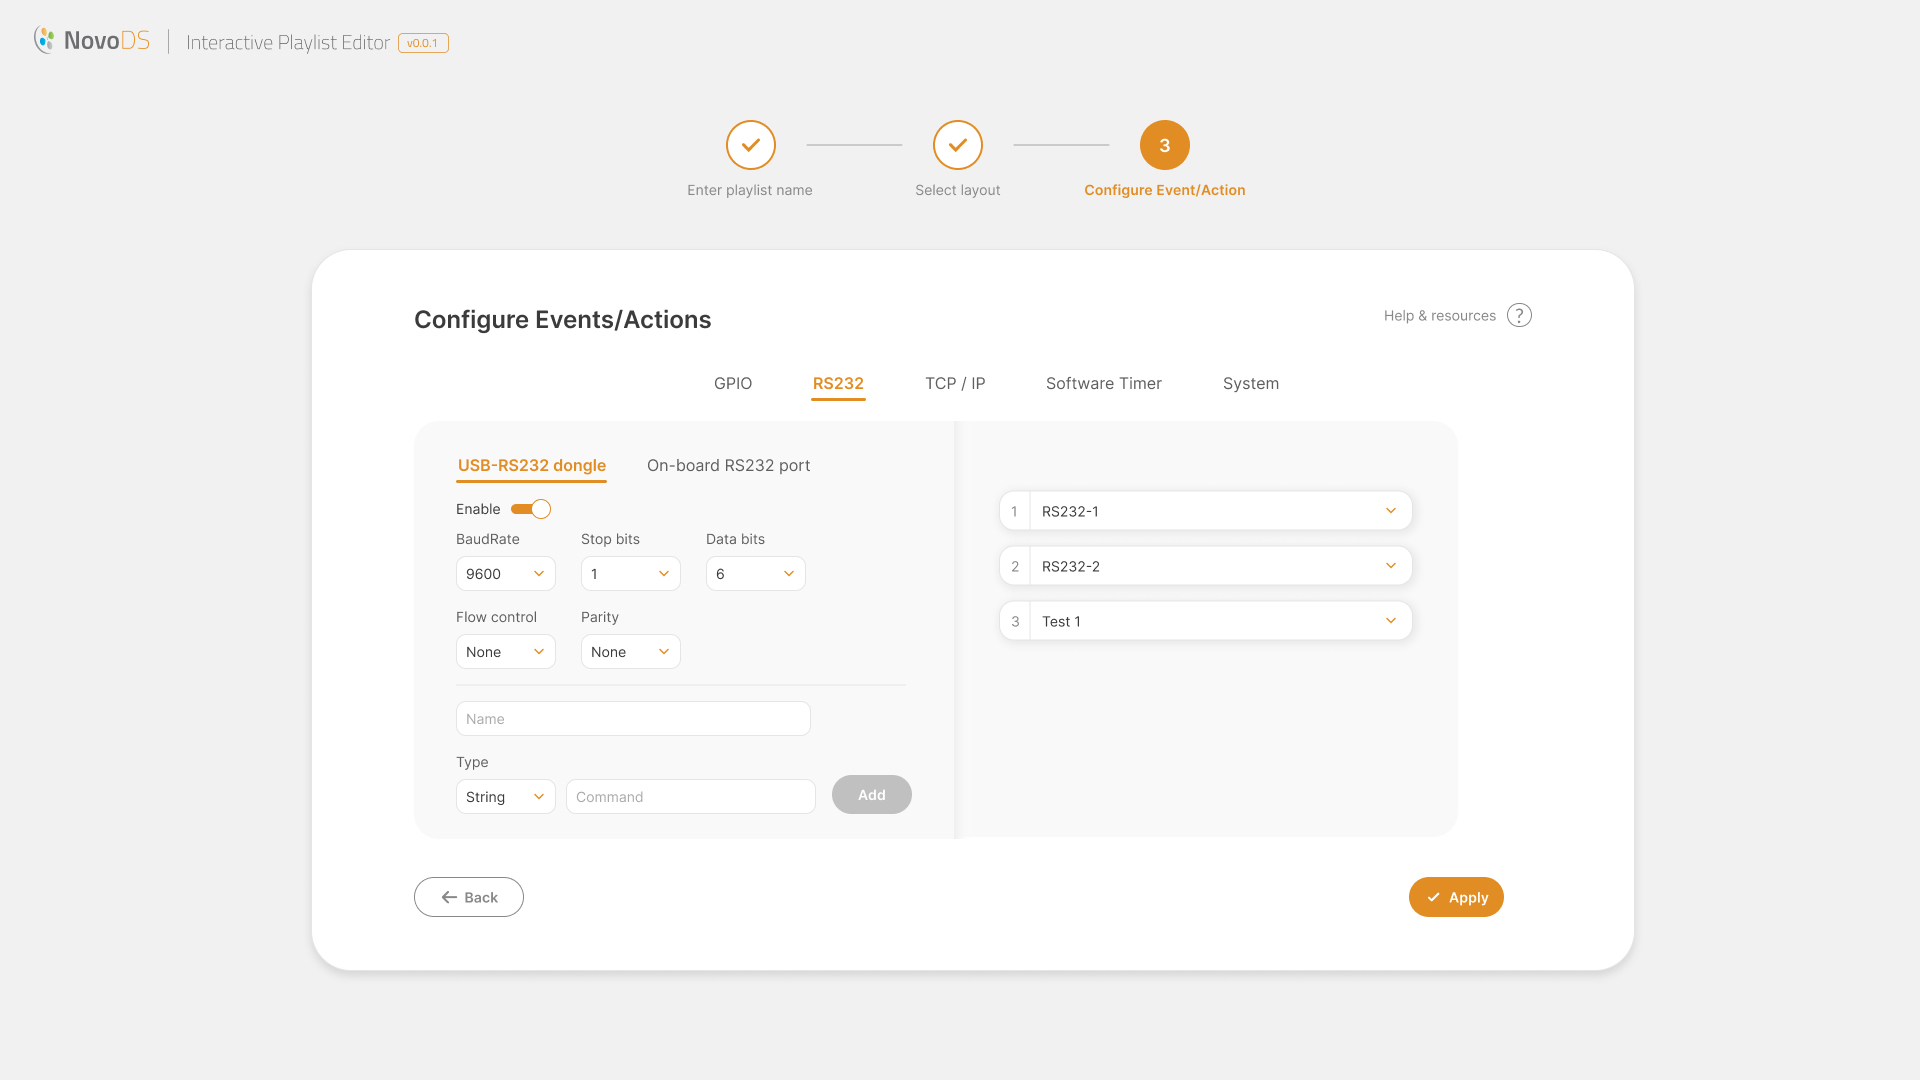 NovoDS
Interactive Playlist Editor
v0.0.1
3
Enter playlist name
Select layout
Configure Event/Action
Configure Events/Actions
Help & resources
?
GPIO
RS232
TCP / IP
Software Timer
System
USB-RS232 dongle
On-board RS232 port
Enable
BaudRate
Stop bits
Data bits
9600
1
6
Flow control
Parity
None
None
Name
Type
String
Command
Add
1
RS232-1
2
RS232-2
3
Test 1
Back
Apply